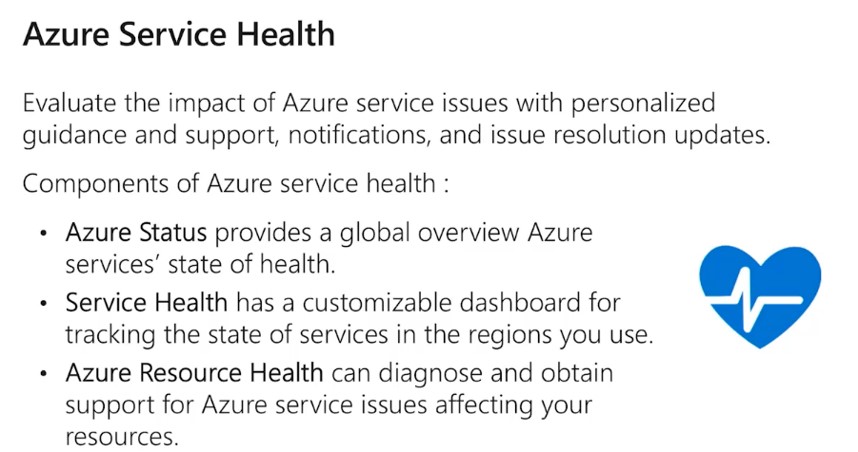 Azure Service Health
Evaluate the impact of Azure service issues with personalized
guidance and support, notifications, and issue resolution updates.
Components of Azure service health :
• Azure Status provides a global overview Azure
services’ state of health.
• Service Health has a customizable dashboard for
tracking the state of services in the regions you use.
• Azure Resource Health can diagnose and obtain
support for Azure service issues affecting your
resources.